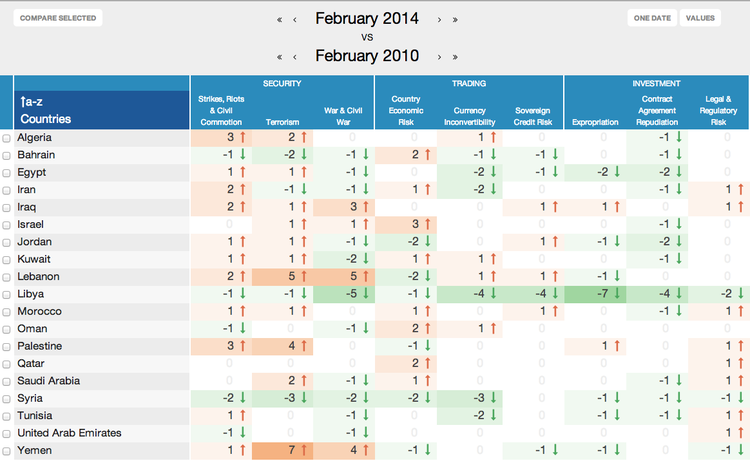 COMPARE SELECTED
« ‹ February 2014 › »
ONE DATE VALUES
vs
« ‹ February 2010 › »
SECURITY TRADING INVESTMENT
↑a-z Countries Strikes, Riots & Civil Commotion Terrorism War & Civil War Country Economic Risk Currency Inconvertibility Sovereign Credit Risk Expropriation Contract Agreement Repudiation Legal & Regulatory Risk
Algeria 3 ↑ 2 ↑ 0 0 1 ↑ 0 0 -1 ↓ 0
Bahrain -1 ↓ -2 ↓ -1 ↓ 2 ↑ -1 ↓ -1 ↓ 0 -1 ↓ 0
Egypt 1 ↑ 1 ↑ -1 ↓ 0 -2 ↓ -1 ↓ -2 ↓ -2 ↓ 0
Iran 2 ↑ -1 ↓ -1 ↓ 1 ↑ -2 ↓ 0 0 -1 ↓ 1 ↑
Iraq 2 ↑ 1 ↑ 3 ↑ 0 0 1 ↑ 1 ↑ 0 1 ↑
Israel 0 1 ↑ 1 ↑ 3 ↑ 0 0 0 -1 ↓ 0
Jordan 1 ↑ 1 ↑ -1 ↓ -2 ↓ 0 1 ↑ -1 ↓ -2 ↓ 0
Kuwait 1 ↑ 1 ↑ -2 ↓ 1 ↑ 1 ↑ 0 0 -1 ↓ 0
Lebanon 2 ↑ 5 ↑ 5 ↑ -2 ↓ 1 ↑ 1 ↑ -1 ↓ 0 0
Libya -1 ↓ -1 ↓ -5 ↓ -1 ↓ -4 ↓ -4 ↓ -7 ↓ -4 ↓ -2 ↓
Morocco 1 ↑ 1 ↑ 0 1 ↑ 0 1 ↑ 0 -1 ↓ 1 ↑
Oman -1 ↓ 0 -1 ↓ 2 ↑ 1 ↑ 0 0 0 1 ↑
Palestine 3 ↑ 4 ↑ 0 -1 ↓ 0 0 1 ↑ 0 1 ↑
Qatar 0 0 0 2 ↑ 0 0 0 0 1 ↑
Saudi Arabia 0 2 ↑ -1 ↓ 1 ↑ 0 0 0 -1 ↓ 1 ↑
Syria -2 ↓ -3 ↓ -2 ↓ -2 ↓ -3 ↓ 0 -1 ↓ -1 ↓ -1 ↓
Tunisia 1 ↑ 0 -1 ↓ 0 -2 ↓ 0 0 -1 ↓ 1 ↑
United Arab Emirates -1 ↓ 0 -1 ↓ 0 0 0 0 0 1 ↑
Yemen 1 ↑ 7 ↑ 4 ↑ -1 ↓ 0 -1 ↓ -1 ↓ 0 -1 ↓